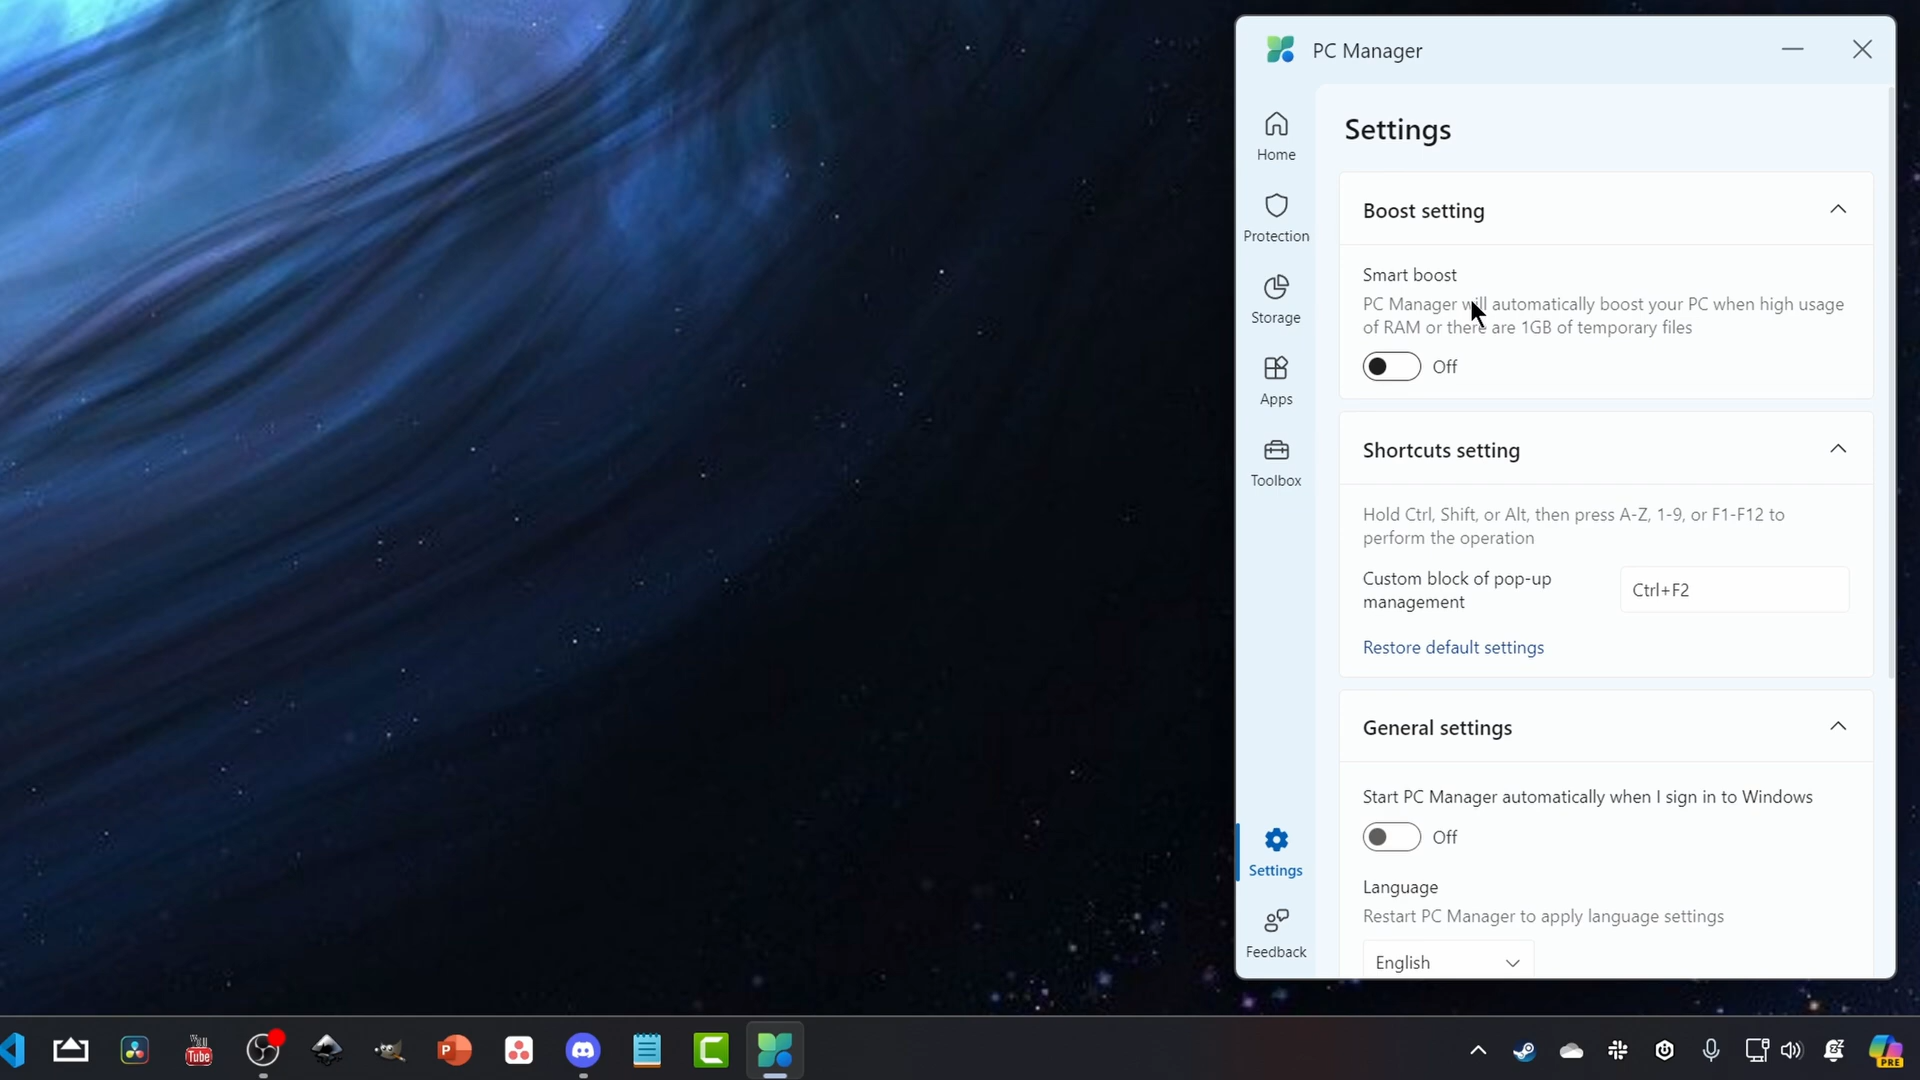 PC Manager
Home
Protection
Storage
Apps
Toolbox
Settings
Feedback
Settings
Boost setting
Smart boost
PC Manager will automatically boost your PC when high usage
of RAM or there are 1GB of temporary files
Off
Shortcuts setting
Hold Ctrl, Shift, or Alt, then press A-Z, 1-9, or F1-F12 to
perform the operation
Custom block of pop-up
management
Ctrl+F2
Restore default settings
General settings
Start PC Manager automatically when I sign in to Windows
Off
Language
Restart PC Manager to apply language settings
English
You
Tube
P
C
PRE